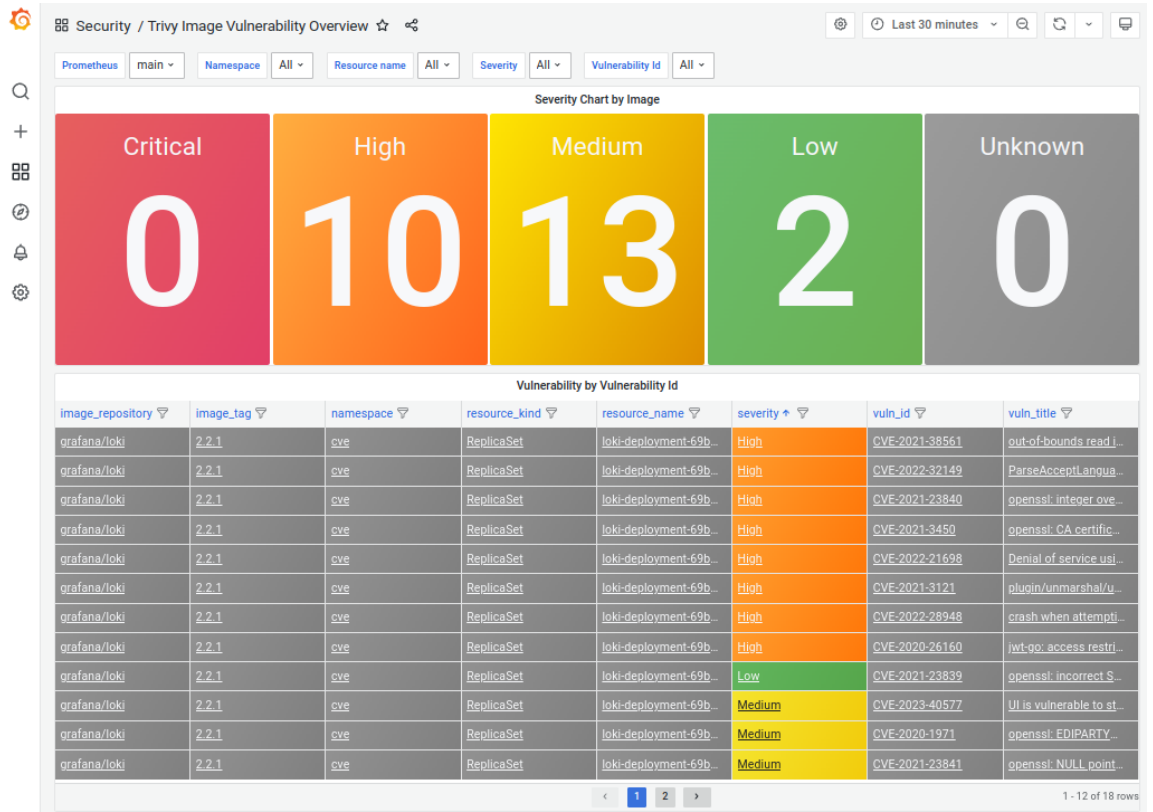 Security / Trivy Image Vulnerability Overview
Last 30 minutes
Prometheus main Namespace All Resource name All Severity All Vulnerability Id All
Severity Chart by Image
Critical High Medium Low Unknown
0 10 13 2 0
Vulnerability by Vulnerability Id
image_repository image_tag namespace resource_kind resource_name severity vuln_id vuln_title
grafana/loki 2.2.1 cve ReplicaSet loki-deployment-69b... High CVE-2021-38561 out-of-bounds read i...
grafana/loki 2.2.1 cve ReplicaSet loki-deployment-69b... High CVE-2022-32149 ParseAcceptLangua...
grafana/loki 2.2.1 cve ReplicaSet loki-deployment-69b... High CVE-2021-23840 openssl: integer ove...
grafana/loki 2.2.1 cve ReplicaSet loki-deployment-69b... High CVE-2021-3450 openssl: CA certific...
grafana/loki 2.2.1 cve ReplicaSet loki-deployment-69b... High CVE-2022-21698 Denial of service usi...
grafana/loki 2.2.1 cve ReplicaSet loki-deployment-69b... High CVE-2021-3121 plugin/unmarshal/u...
grafana/loki 2.2.1 cve ReplicaSet loki-deployment-69b... High CVE-2022-28948 crash when attempti...
grafana/loki 2.2.1 cve ReplicaSet loki-deployment-69b... High CVE-2020-26160 jwt-go: access restri...
grafana/loki 2.2.1 cve ReplicaSet loki-deployment-69b... Low CVE-2021-23839 openssl: incorrect S...
grafana/loki 2.2.1 cve ReplicaSet loki-deployment-69b... Medium CVE-2023-40577 UI is vulnerable to st...
grafana/loki 2.2.1 cve ReplicaSet loki-deployment-69b... Medium CVE-2020-1971 openssl: EDIPARTY...
grafana/loki 2.2.1 cve ReplicaSet loki-deployment-69b... Medium CVE-2021-23841 openssl: NULL point...
1 2
1 - 12 of 18 rows